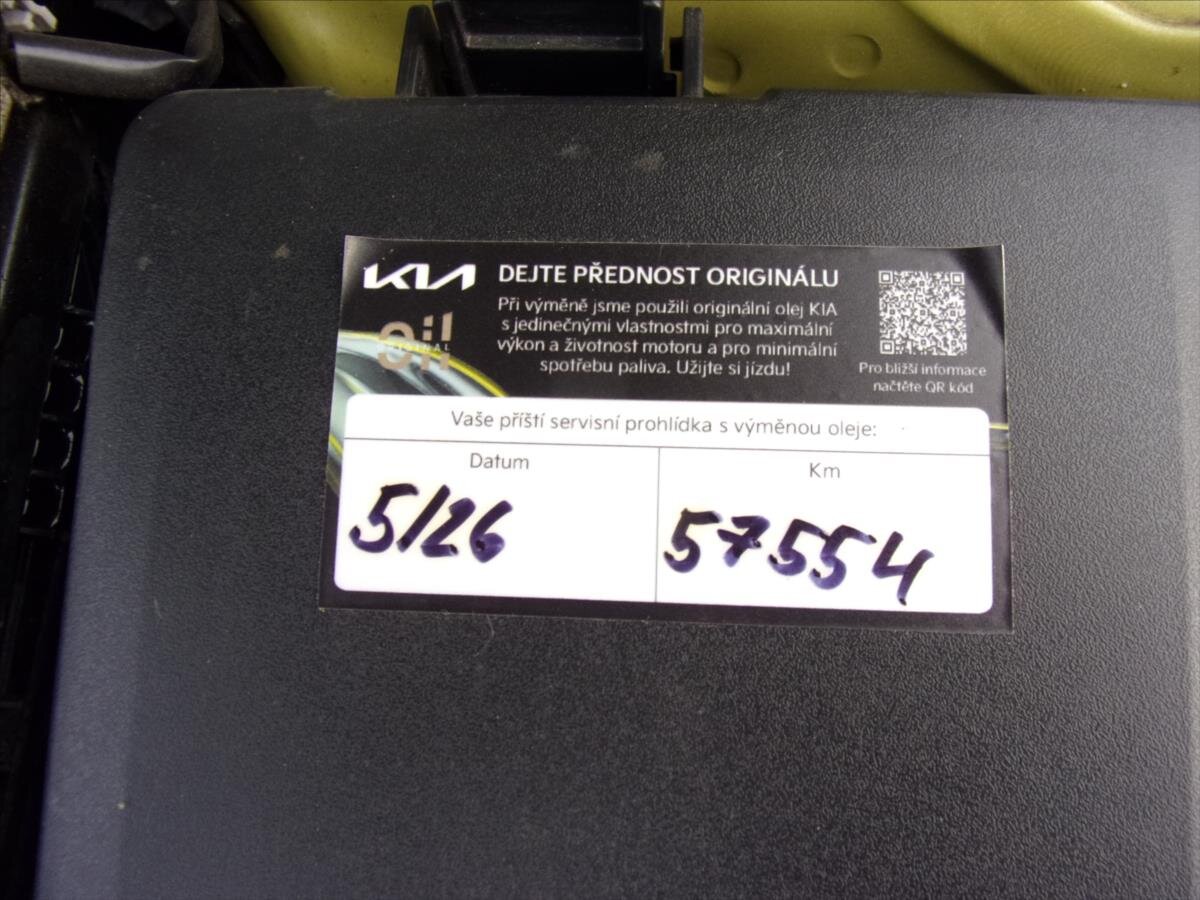 KIA
DEJTE PŘEDNOST ORIGINÁLU
Při výměně jsme použili originální olej KIA
s jedinečnými vlastnostmi pro maximální
výkon a životnost motoru a pro minimální
spotřebu paliva. Užijte si jízdu!
oil
ORIGINAL
Pro bližší informace
načtěte QR kód
Vaše příští servisní prohlídka s výměnou oleje:
Datum
Km
5/26
57554